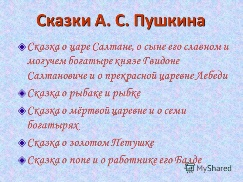 Сказки А. С. Пушкина
Сказка о царе Салтане, о сыне его славном и
могучем богатыре князе Гвидоне
Салтановиче и о прекрасной царевне Лебеди
Сказка о рыбаке и рыбке
Сказка о мёртвой царевне и о семи
богатырях
Сказка о золотом Петушке
Сказка о попе и о работнике его Балде
MyShared